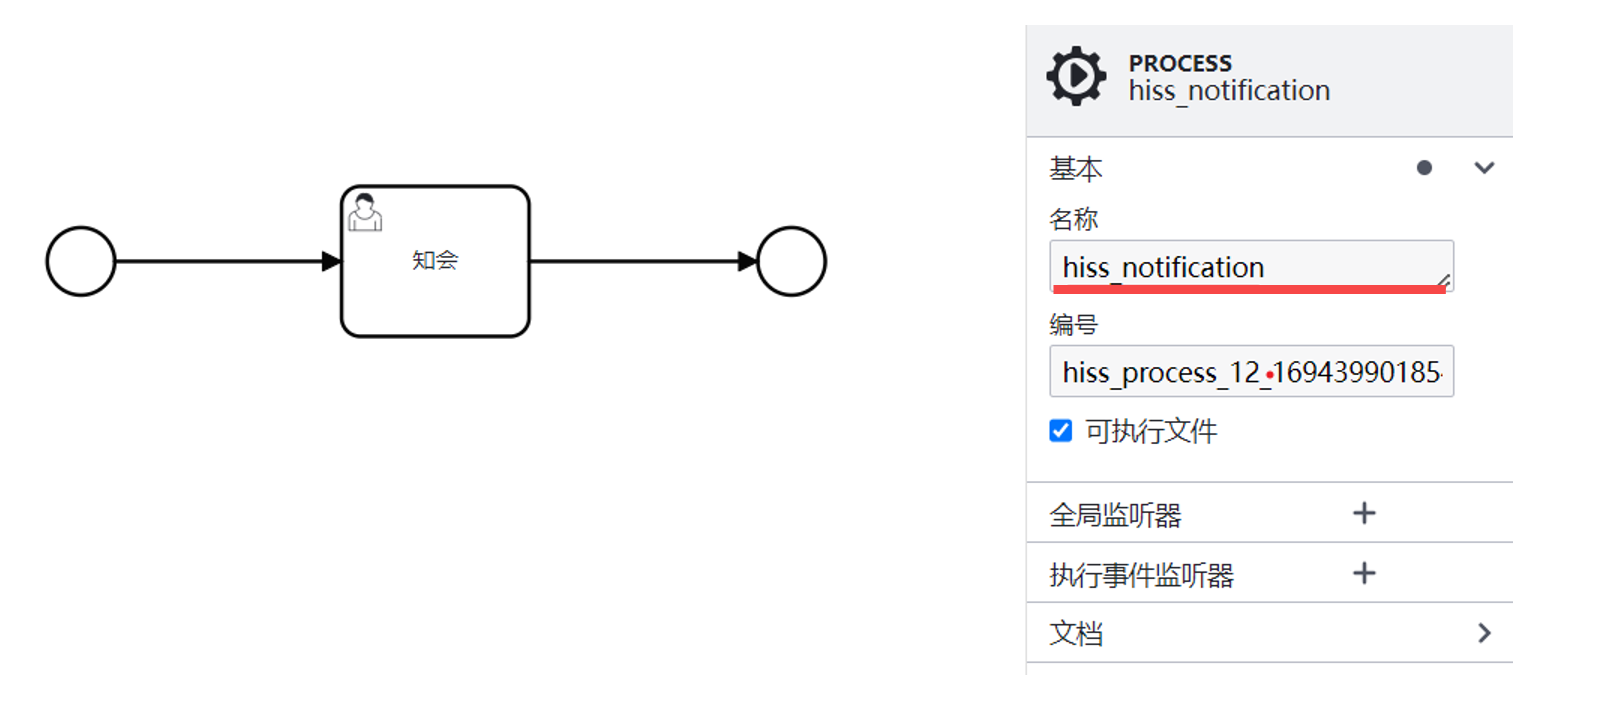 知会
PROCESS
hiss_notification
基本
名称
hiss_notification
编号
hiss_process_12_16943990185
可执行文件
全局监听器
执行事件监听器
文档